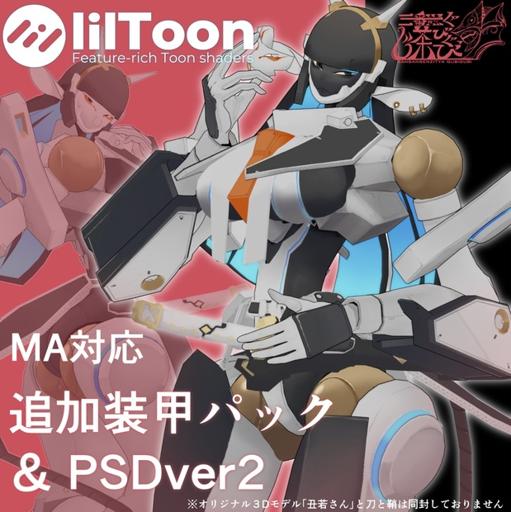 lilToon
Feature-rich Toon shaders
MA対応
追加装甲パック
& PSDver2
※オリジナル3Dモデル「丑若さん」と刀と鞘は同封しておりません